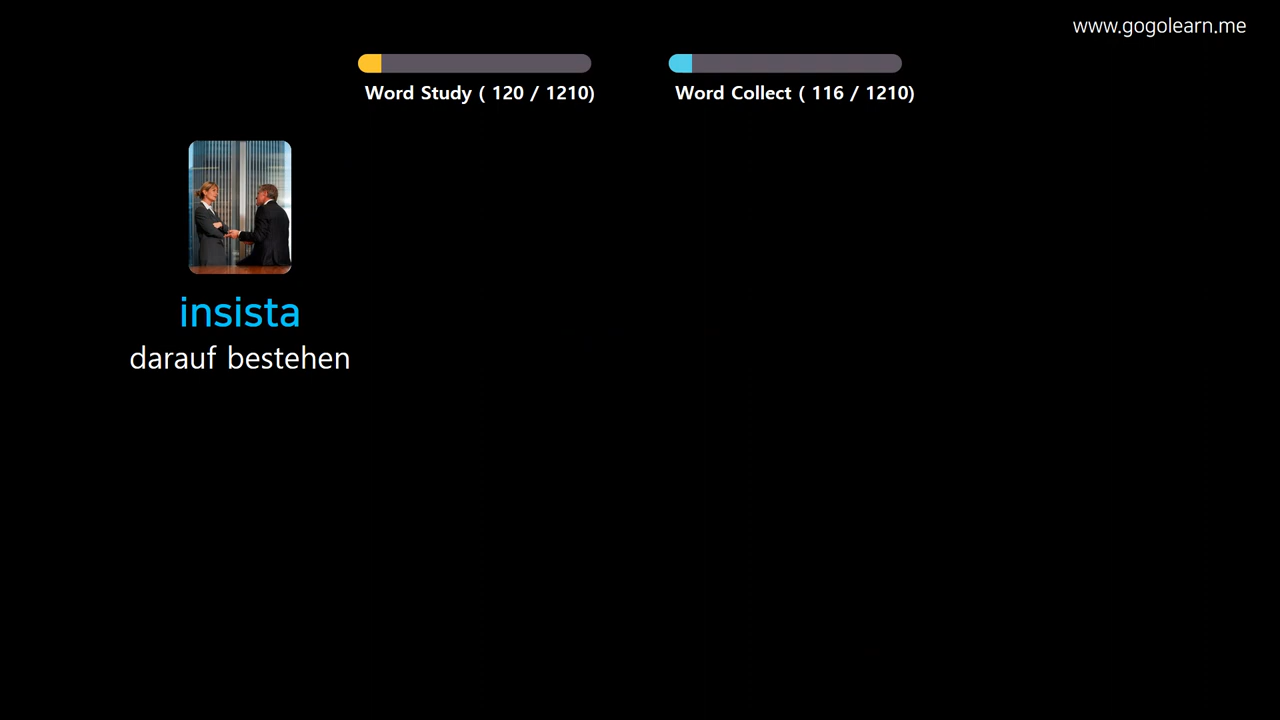 www.gogolearn.me
Word Study ( 120 / 1210)
Word Collect ( 116 / 1210)
insista
darauf bestehen